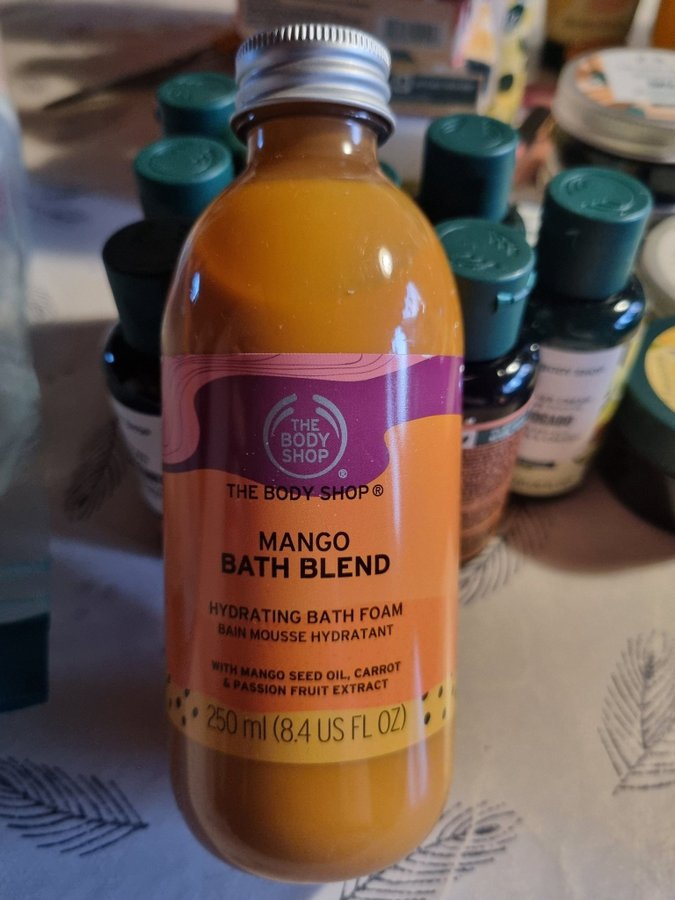 THE
BODY
SHOP
®
THE BODY SHOP®
MANGO
BATH BLEND
HYDRATING BATH FOAM
BAIN MOUSSE HYDRATANT
WITH MANGO SEED OIL, CARROT
& PASSION FRUIT EXTRACT
250 ml (8.4 US FL OZ)